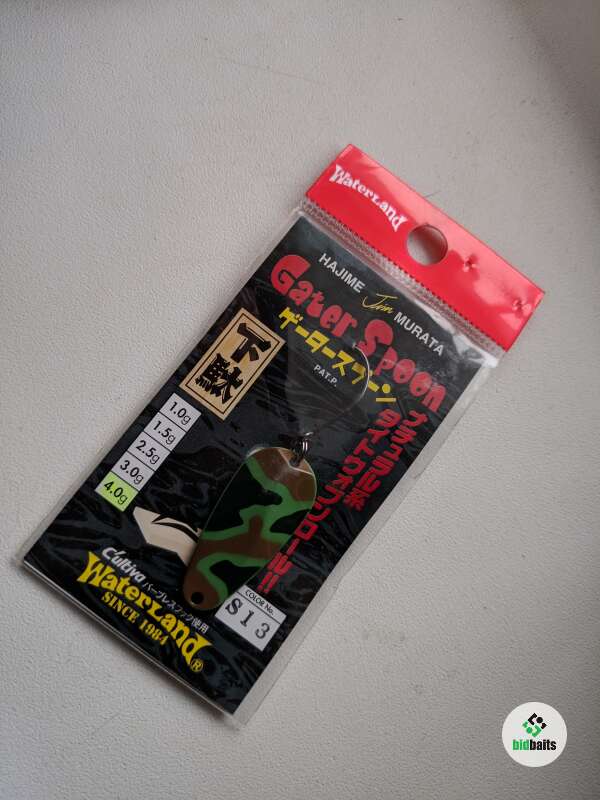 WaterLand
HAJIME Jim MURATA
Gater Spoon
ゲータースプーン
PAT.P.
ナチュラル系
タイトウォブンロール!!
下駄
1.0g
1.5g
2.5g
3.0g
4.0g
C'ultiva バーブレスフック使用
WaterLand®
SINCE 1984
COLOR No.
S13
bidbaits